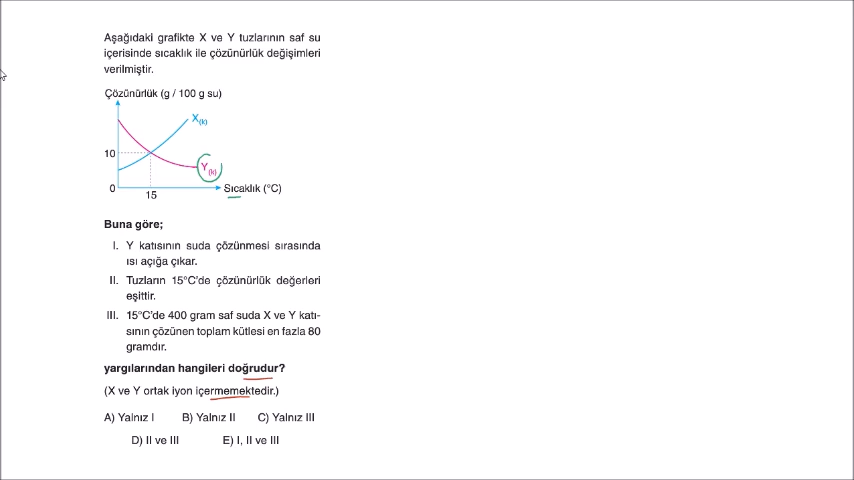 Aşağıdaki grafikte X ve Y tuzlarının saf su
içerisinde sıcaklık ile çözünürlük değişimleri
verilmiştir.
Çözünürlük (g / 100 g su)
X(k)
10
Y(k)
0
15
Sıcaklık (°C)
Buna göre;
I. Y katısının suda çözünmesi sırasında
ısı açığa çıkar.
II. Tuzların 15°C'de çözünürlük değerleri
eşittir.
III. 15°C'de 400 gram saf suda X ve Y katı-
sının çözünen toplam kütlesi en fazla 80
gramdır.
yargılarından hangileri doğrudur?
(X ve Y ortak iyon içermemektedir.)
A) Yalnız I B) Yalnız II C) Yalnız III
D) II ve III E) I, II ve III